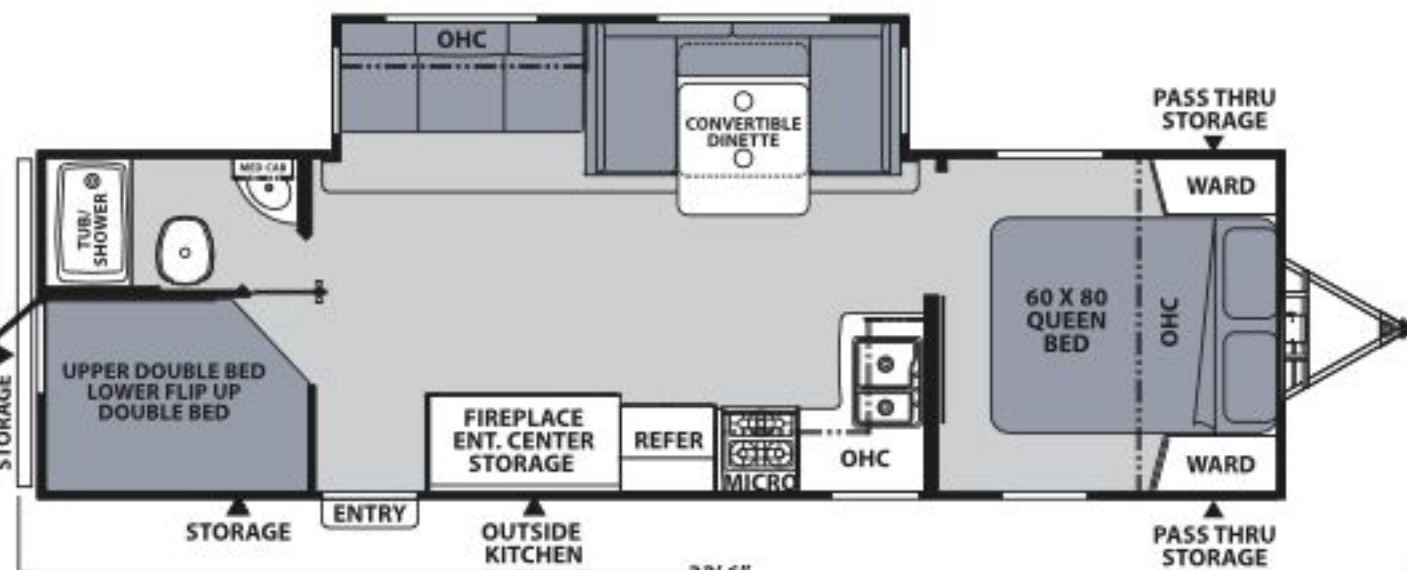 OHC
CONVERTIBLE
DINETTE
PASS THRU
STORAGE
MED CAB
WARD
TUB/
SHOWER
60 X 80
QUEEN
BED
OHC
UPPER DOUBLE BED
LOWER FLIP UP
DOUBLE BED
FIREPLACE
ENT. CENTER
STORAGE
REFER
MICRO
OHC
WARD
STORAGE
ENTRY
STORAGE
OUTSIDE
KITCHEN
PASS THRU
STORAGE